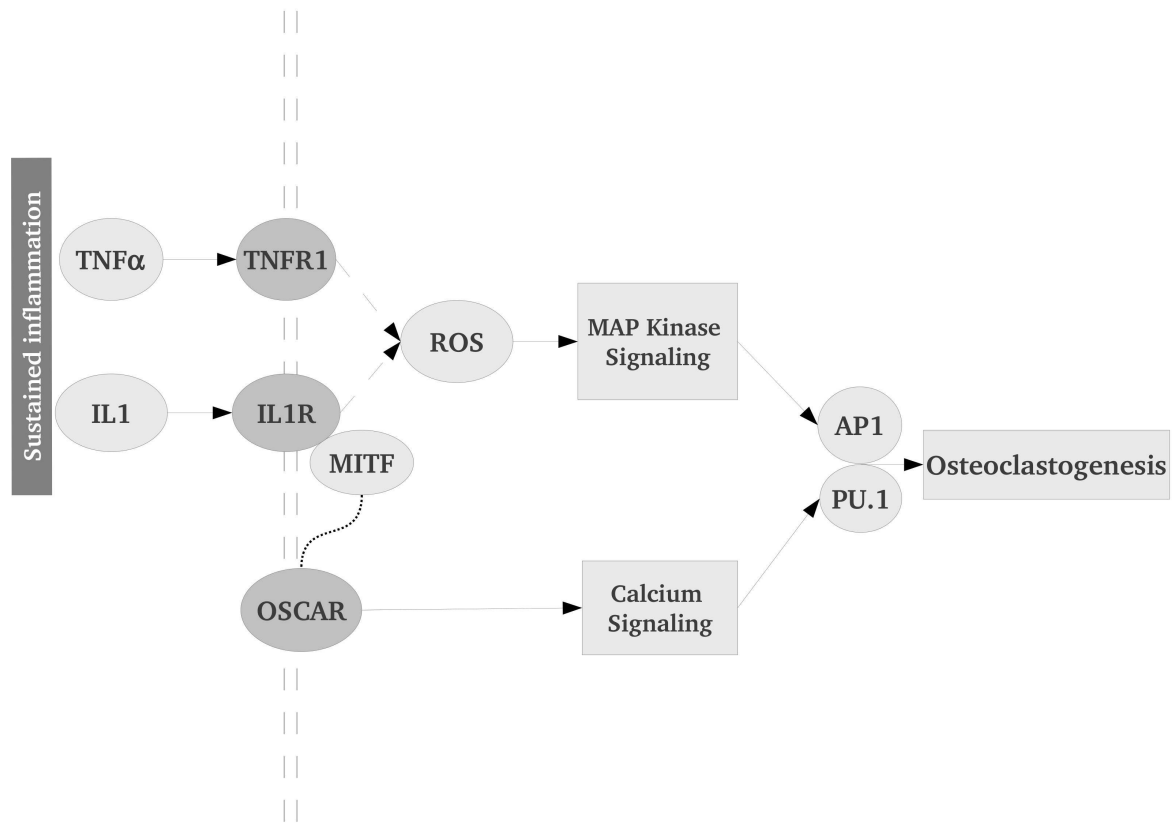 Sustained inflammation
TNFα
TNFR1
ROS
MAP Kinase
Signaling
IL1
IL1R
MITF
AP1
Osteoclastogenesis
PU.1
OSCAR
Calcium
Signaling